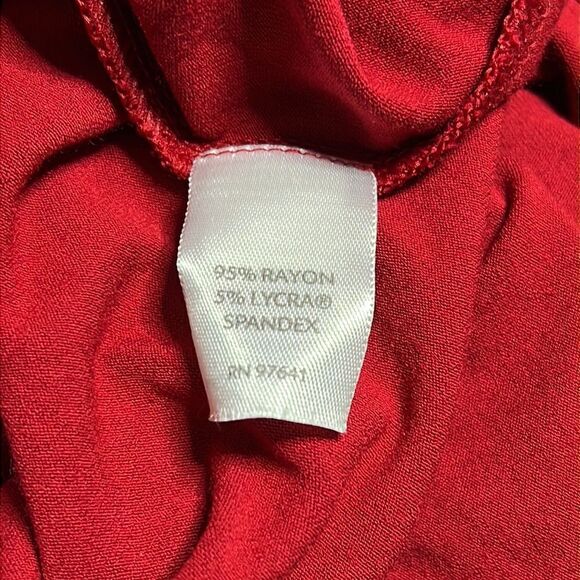 95% RAYON
5% LYCRA®
SPANDEX
RN 97641